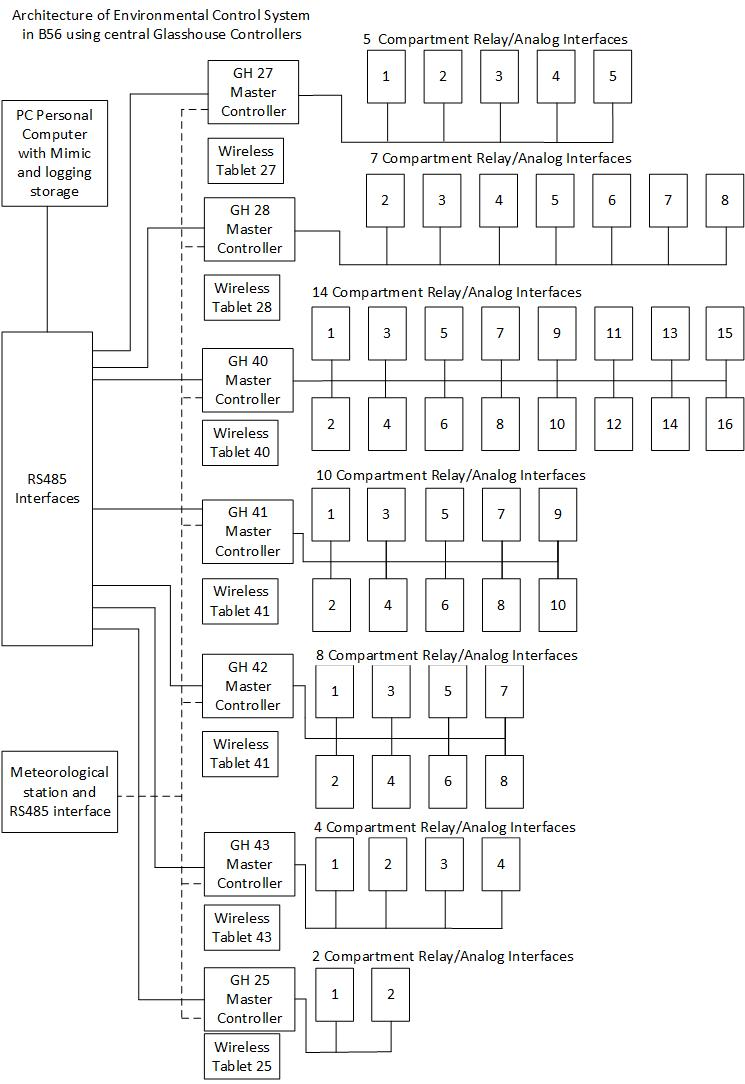 Architecture of Environmental Control System
in B56 using central Glasshouse Controllers
PC Personal
Computer
with Mimic
and logging
storage
RS485
Interfaces
Meteorological
station and
RS485 interface
GH 27
Master
Controller
Wireless
Tablet 27
5 Compartment Relay/Analog Interfaces
1 2 3 4 5
GH 28
Master
Controller
Wireless
Tablet 28
7 Compartment Relay/Analog Interfaces
2 3 4 5 6 7 8
GH 40
Master
Controller
Wireless
Tablet 40
14 Compartment Relay/Analog Interfaces
1 3 5 7 9 11 13 15
2 4 6 8 10 12 14 16
GH 41
Master
Controller
Wireless
Tablet 41
10 Compartment Relay/Analog Interfaces
1 3 5 7 9
2 4 6 8 10
GH 42
Master
Controller
Wireless
Tablet 41
8 Compartment Relay/Analog Interfaces
1 3 5 7
2 4 6 8
GH 43
Master
Controller
Wireless
Tablet 43
4 Compartment Relay/Analog Interfaces
1 2 3 4
GH 25
Master
Controller
Wireless
Tablet 25
2 Compartment Relay/Analog Interfaces
1 2